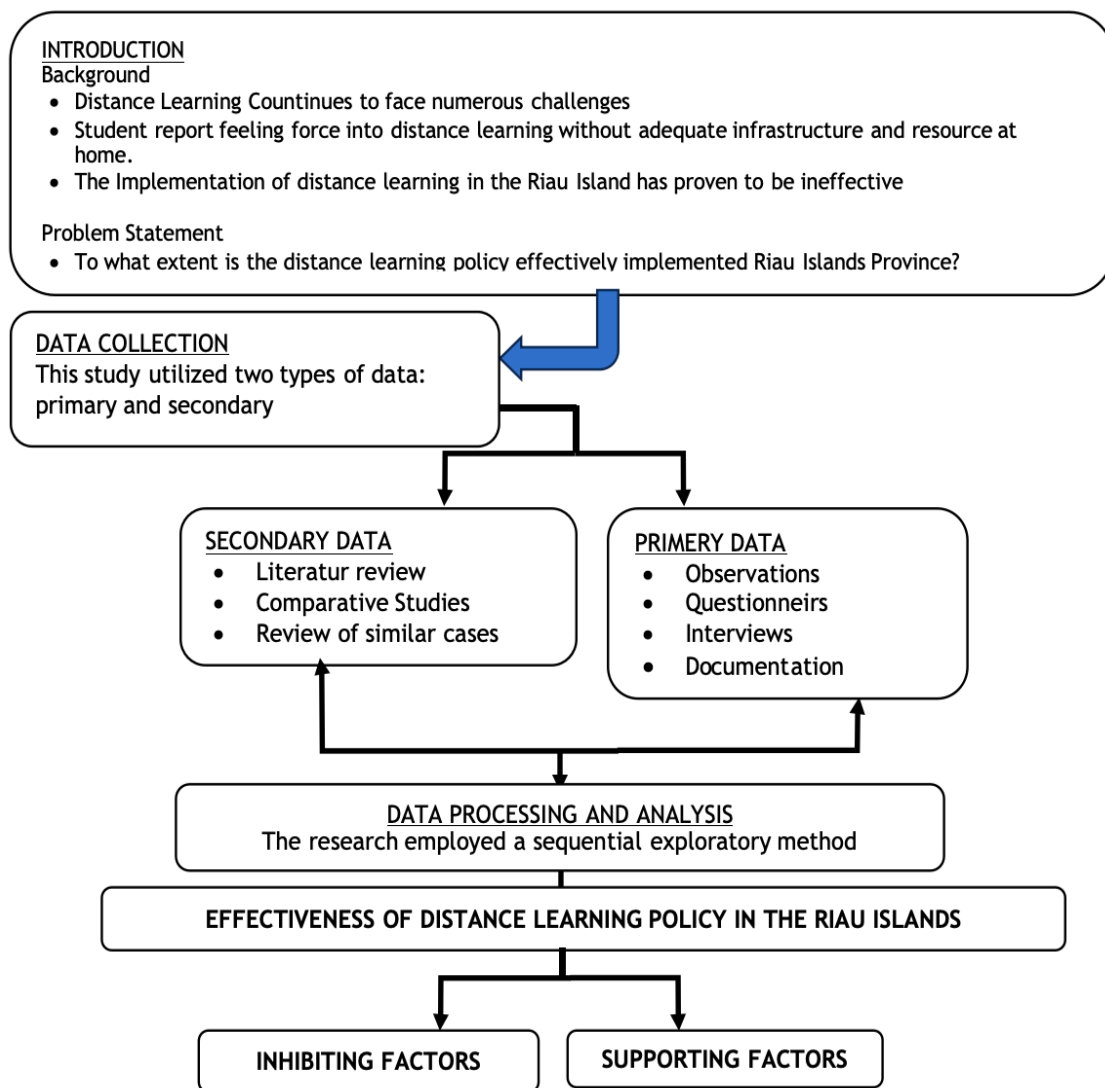 INTRODUCTION
Background
• Distance Learning Countinues to face numerous challenges
• Student report feeling force into distance learning without adequate infrastructure and resource at
home.
• The Implementation of distance learning in the Riau Island has proven to be ineffective
Problem Statement
• To what extent is the distance learning policy effectively implemented Riau Islands Province?
DATA COLLECTION
This study utilized two types of data:
primary and secondary
SECONDARY DATA
• Literatur review
• Comparative Studies
• Review of similar cases
PRIMERY DATA
• Observations
• Questionneirs
• Interviews
• Documentation
DATA PROCESSING AND ANALYSIS
The research employed a sequential exploratory method
EFFECTIVENESS OF DISTANCE LEARNING POLICY IN THE RIAU ISLANDS
INHIBITING FACTORS
SUPPORTING FACTORS